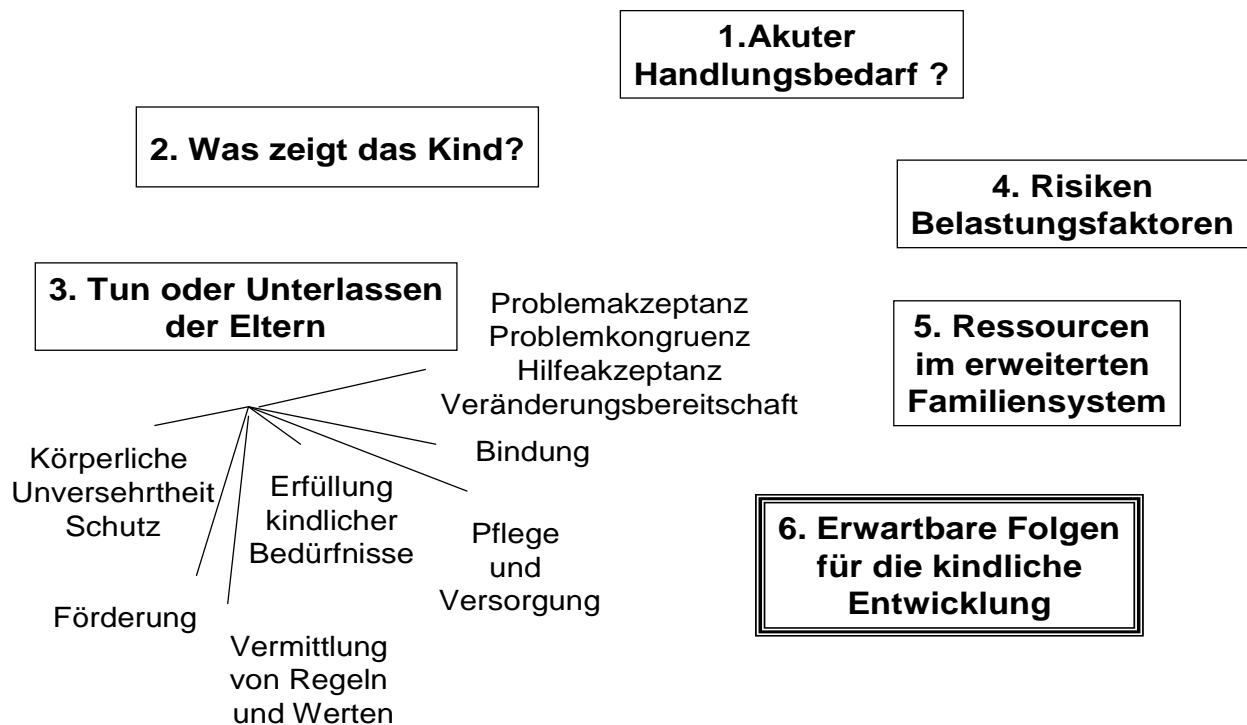 1.Akuter
Handlungsbedarf ?
2. Was zeigt das Kind?
4. Risiken
Belastungsfaktoren
3. Tun oder Unterlassen
der Eltern
Problemakzeptanz
Problemkongruenz
Hilfeakzeptanz
Veränderungsbereitschaft
5. Ressourcen
im erweiterten
Familiensystem
Körperliche
Unversehrtheit
Schutz
Erfüllung
kindlicher
Bedürfnisse
Bindung
Pflege
und
Versorgung
Förderung
Vermittlung
von Regeln
und Werten
6. Erwartbare Folgen
für die kindliche
Entwicklung